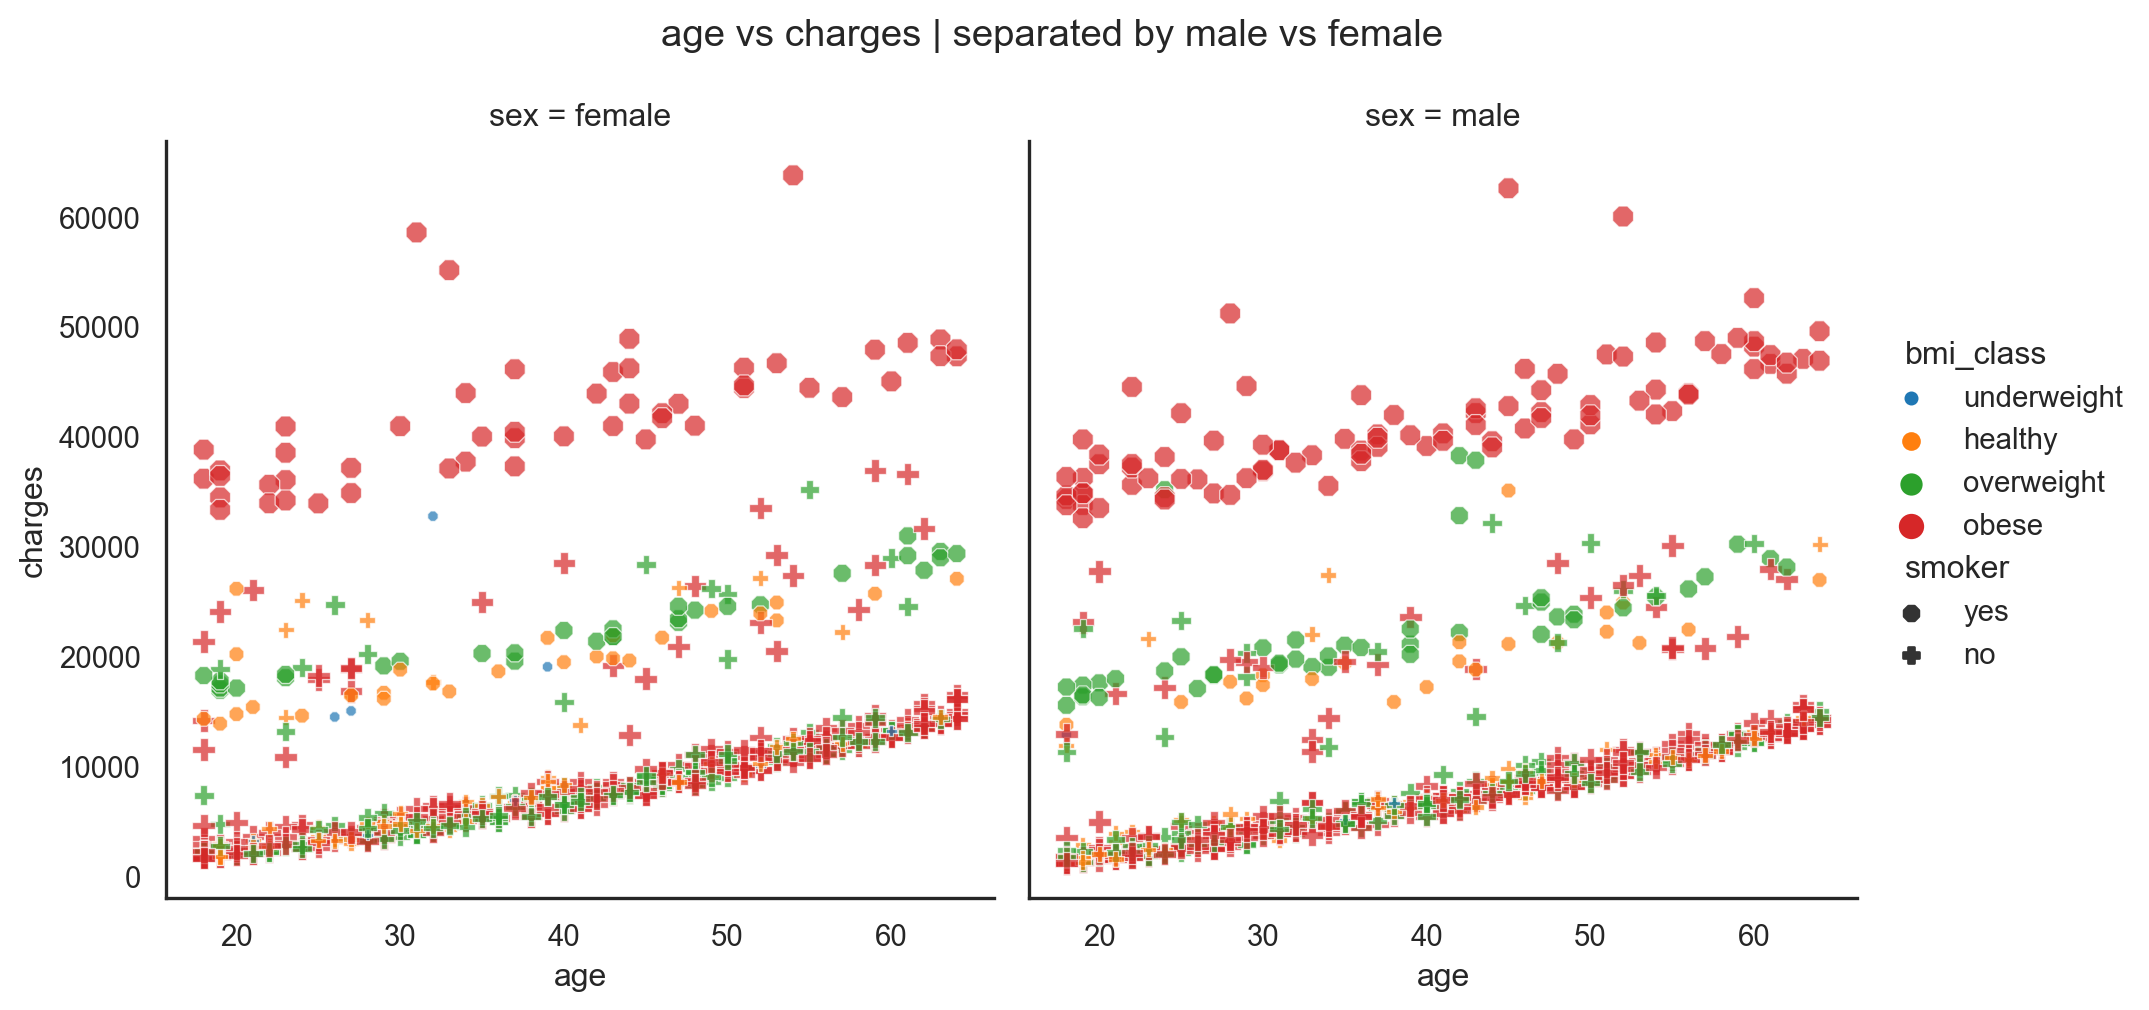 age vs charges | separated by male vs female
sex = female
sex = male
charges
60000
50000
40000
30000
20000
10000
0
20 30 40 50 60
age
20 30 40 50 60
age
bmi_class
underweight
healthy
overweight
obese
smoker
yes
no